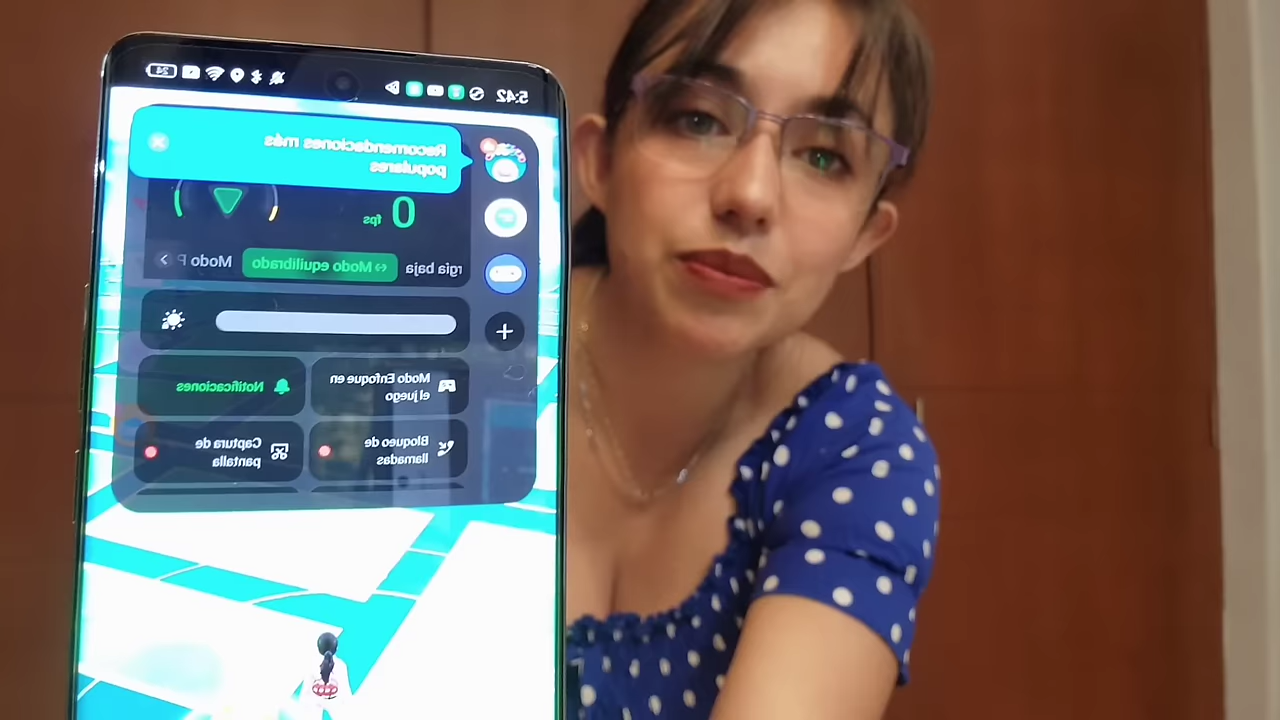 5:42
24
Recomendaciones más
populares
0 fps
rgía baja
Modo equilibrado
Modo P
Modo Enfoque en
el juego
Notificaciones
Bloqueo de
llamadas
Captura de
pantalla